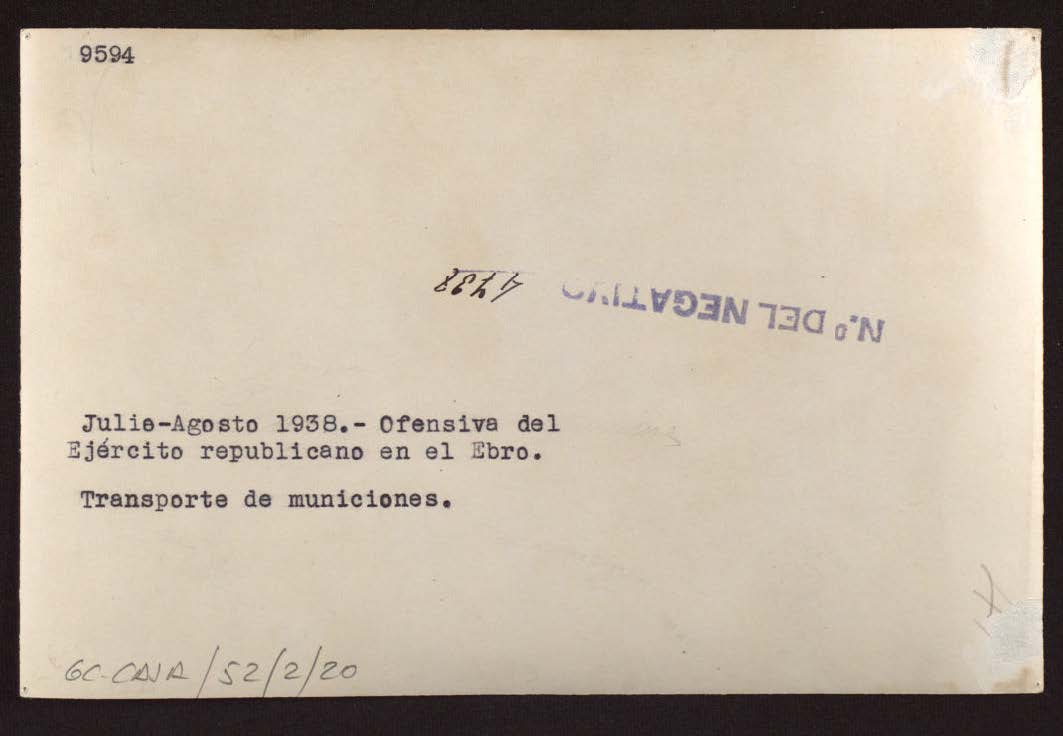 9594
N.º DEL NEGATIVO
Julio-Agosto 1938.- Ofensiva del
Ejército republicano en el Ebro.
Transporte de municiones.
GC-CAJA/52/2/20